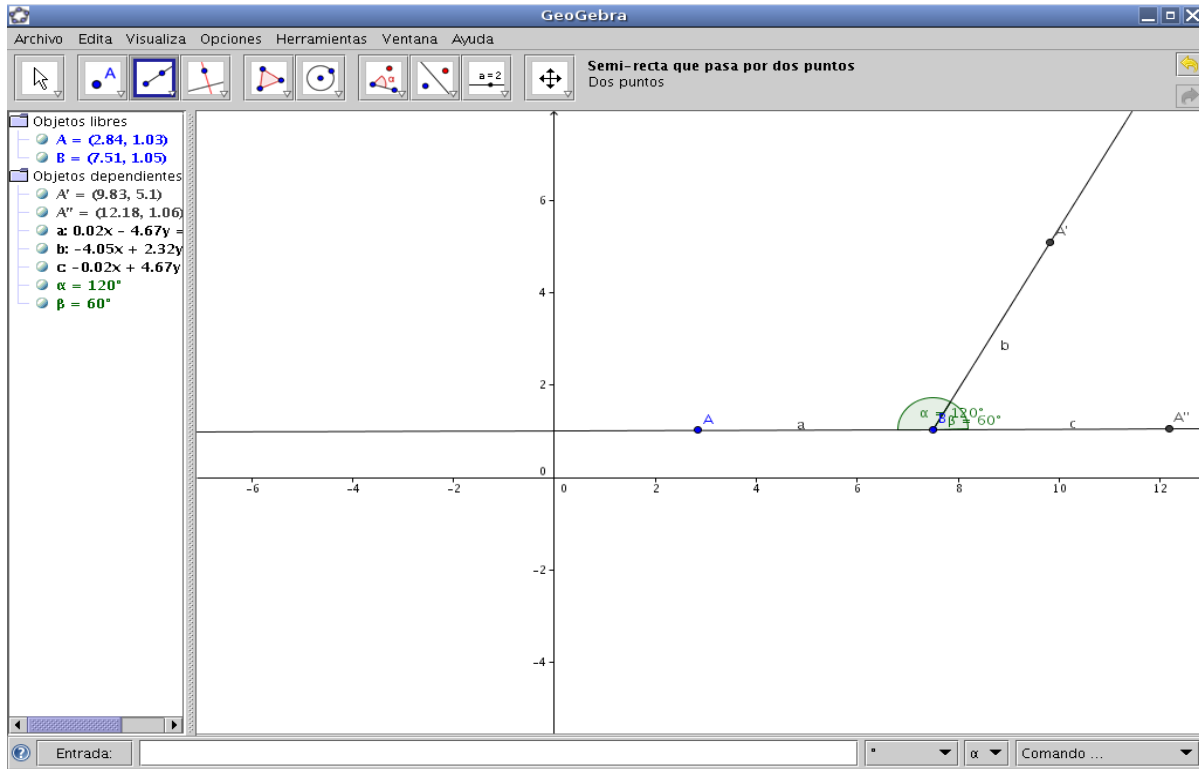 GeoGebra
Archivo Edita Visualiza Opciones Herramientas Ventana Ayuda
A
α
a = 2
Semi-recta que pasa por dos puntos
Dos puntos
Objetos libres
A = (2.84, 1.03)
B = (7.51, 1.05)
Objetos dependientes
A' = (9.83, 5.1)
A'' = (12.18, 1.06)
a: 0.02x - 4.67y =
b: -4.05x + 2.32y
c: -0.02x + 4.67y
α = 120°
β = 60°
6
A'
4
b
2
α = 120°
B
β = 60°
A
a
c
A''
0
-6 -4 -2 0 2 4 6 8 10 12
-2
-4
Entrada:
°
α
Comando ...